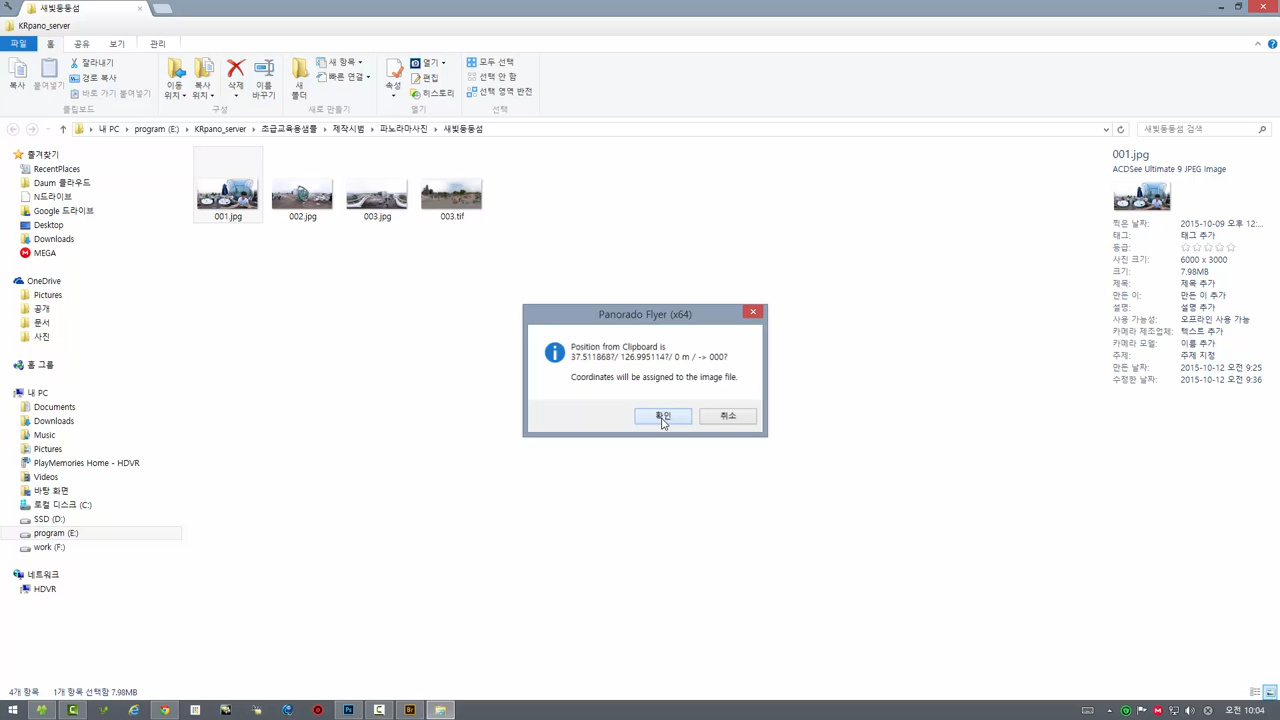 새빛둥둥섬
KRpano_server
파일 홈 공유 보기 관리
복사
붙여넣기
잘라내기
경로 복사
바로 가기 붙여넣기
클립보드
이동 위치
복사 위치
삭제
이름 바꾸기
구성
새 폴더
새 항목
빠른 연결
새로 만들기
속성
열기
편집
히스토리
열기
모두 선택
선택 안 함
선택 영역 반전
선택
내 PC program (E:) KRpano_server 초급교육용샘플 제작시범 파노라마사진 새빛둥둥섬
새빛둥둥섬 검색
즐겨찾기
RecentPlaces
Daum 클라우드
N드라이브
Google 드라이브
Desktop
Downloads
MEGA
OneDrive
Pictures
공개
문서
사진
홈 그룹
내 PC
Documents
Downloads
Music
Pictures
PlayMemories Home - HDVR
Videos
바탕 화면
로컬 디스크 (C:)
SSD (D:)
program (E:)
work (F:)
네트워크
HDVR
001.jpg 002.jpg 003.jpg 003.tif
Panorado Flyer (x64)
Position from Clipboard is
37.511868?/ 126.995114?/ 0 m / -> 000?
Coordinates will be assigned to the image file.
확인 취소
001.jpg
ACDSee Ultimate 9 JPEG Image
찍은 날짜: 2015-10-09 오후 12:...
태그: 태그 추가
등급:
사진 크기: 6000 x 3000
크기: 7.98MB
제목: 제목 추가
만든 이: 만든 이 추가
설명: 설명 추가
사용 가능성: 오프라인 사용 가능
카메라 제조업체: 텍스트 추가
카메라 모델: 이름 추가
주제: 주제 지정
만든 날짜: 2015-10-12 오전 9:25
수정한 날짜: 2015-10-12 오전 9:36
4개 항목 1개 항목 선택함 7.98MB
오전 10:04